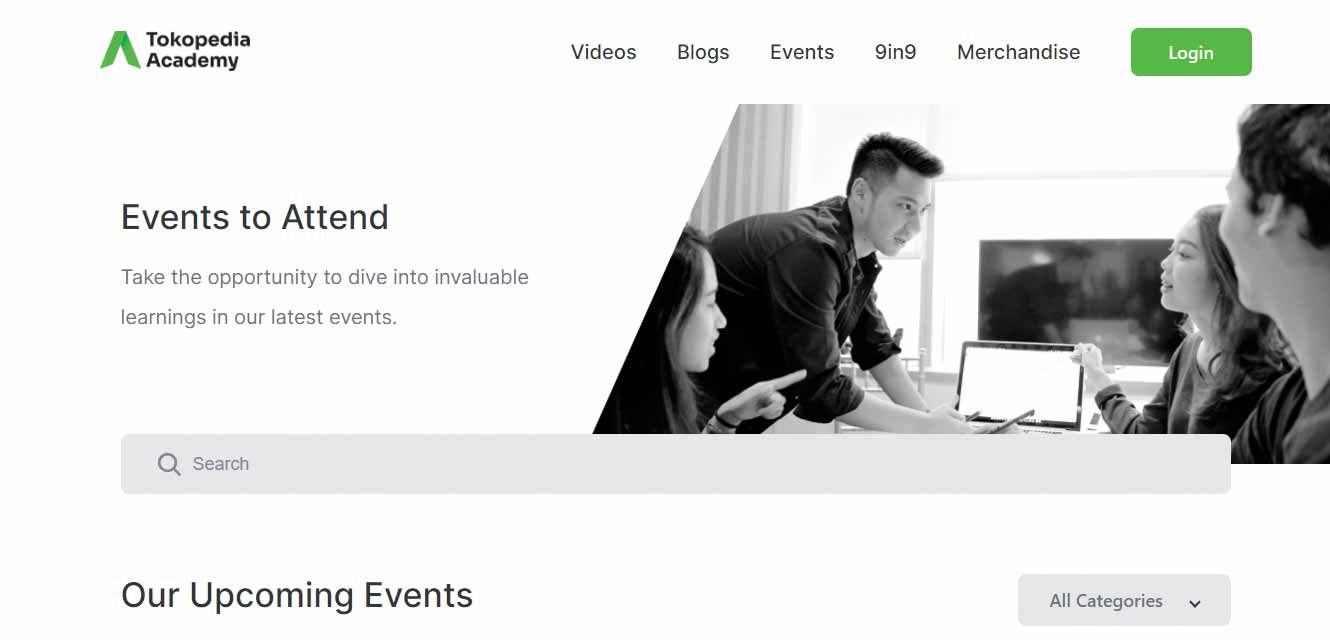 Tokopedia
Academy
Videos Blogs Events 9in9 Merchandise Login
Events to Attend
Take the opportunity to dive into invaluable
learnings in our latest events.
Search
Our Upcoming Events
All Categories